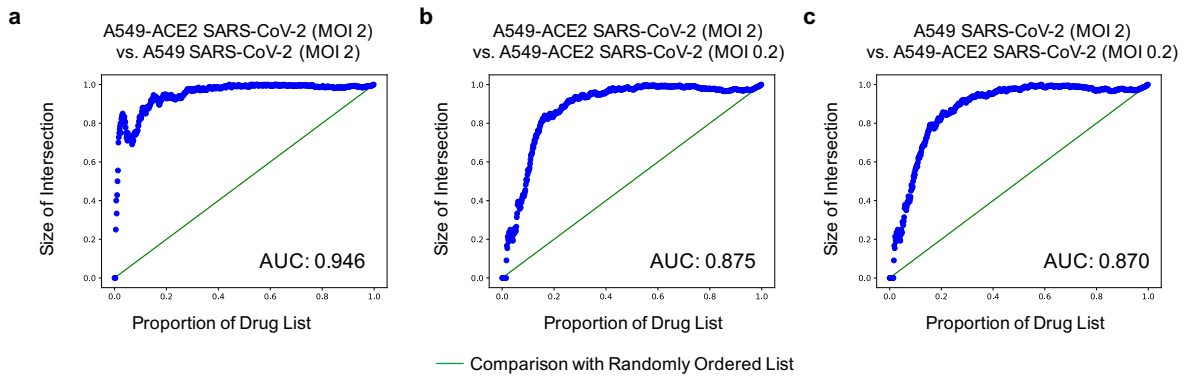 a
A549-ACE2 SARS-CoV-2 (MOI 2)
vs. A549 SARS-CoV-2 (MOI 2)
Size of Intersection
1.0
0.8
0.6
0.4
0.2
0.0
0.0 0.2 0.4 0.6 0.8 1.0
AUC: 0.946
Proportion of Drug List
b
A549-ACE2 SARS-CoV-2 (MOI 2)
vs. A549-ACE2 SARS-CoV-2 (MOI 0.2)
Size of Intersection
1.0
0.8
0.6
0.4
0.2
0.0
0.0 0.2 0.4 0.6 0.8 1.0
AUC: 0.875
Proportion of Drug List
c
A549 SARS-CoV-2 (MOI 2)
vs. A549-ACE2 SARS-CoV-2 (MOI 0.2)
Size of Intersection
1.0
0.8
0.6
0.4
0.2
0.0
0.0 0.2 0.4 0.6 0.8 1.0
AUC: 0.870
Proportion of Drug List
Comparison with Randomly Ordered List